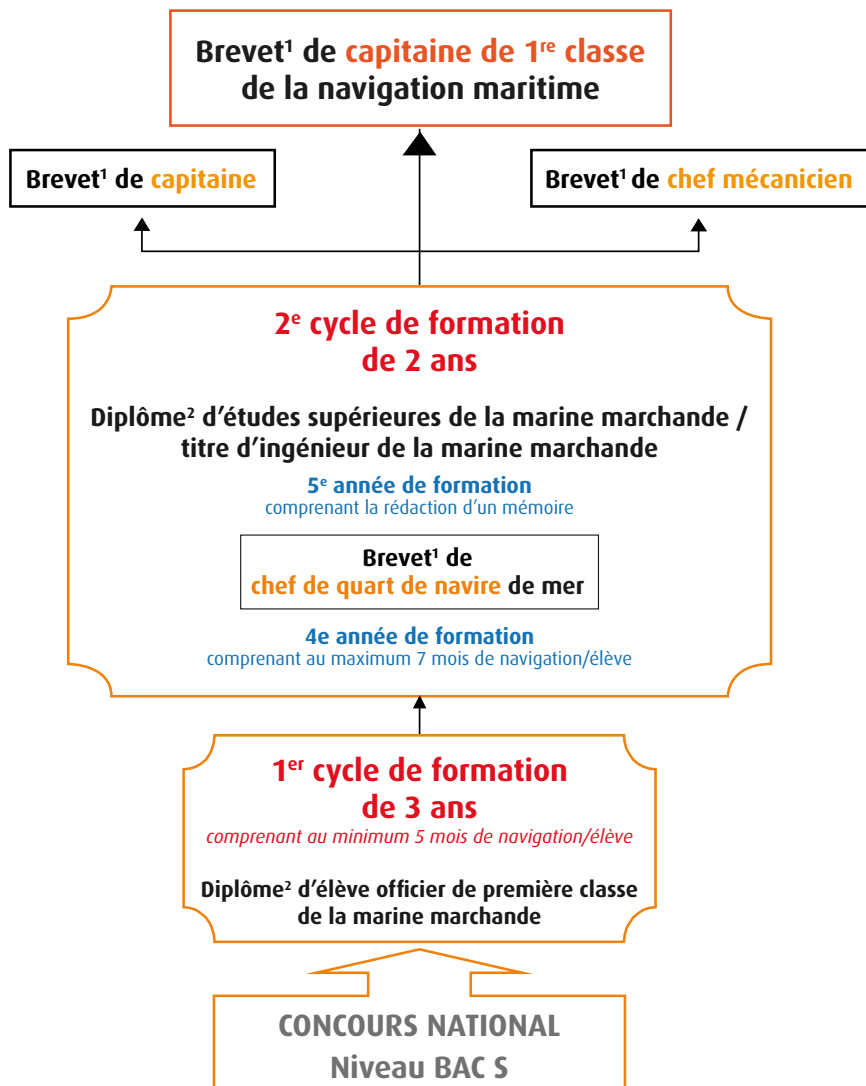 Brevet¹ de capitaine de 1re classe
de la navigation maritime
Brevet¹ de capitaine
Brevet¹ de chef mécanicien
2e cycle de formation
de 2 ans
Diplôme² d'études supérieures de la marine marchande /
titre d'ingénieur de la marine marchande
5e année de formation
comprenant la rédaction d'un mémoire
Brevet¹ de
chef de quart de navire de mer
4e année de formation
comprenant au maximum 7 mois de navigation/élève
1er cycle de formation
de 3 ans
comprenant au minimum 5 mois de navigation/élève
Diplôme² d'élève officier de première classe
de la marine marchande
CONCOURS NATIONAL
Niveau BAC S